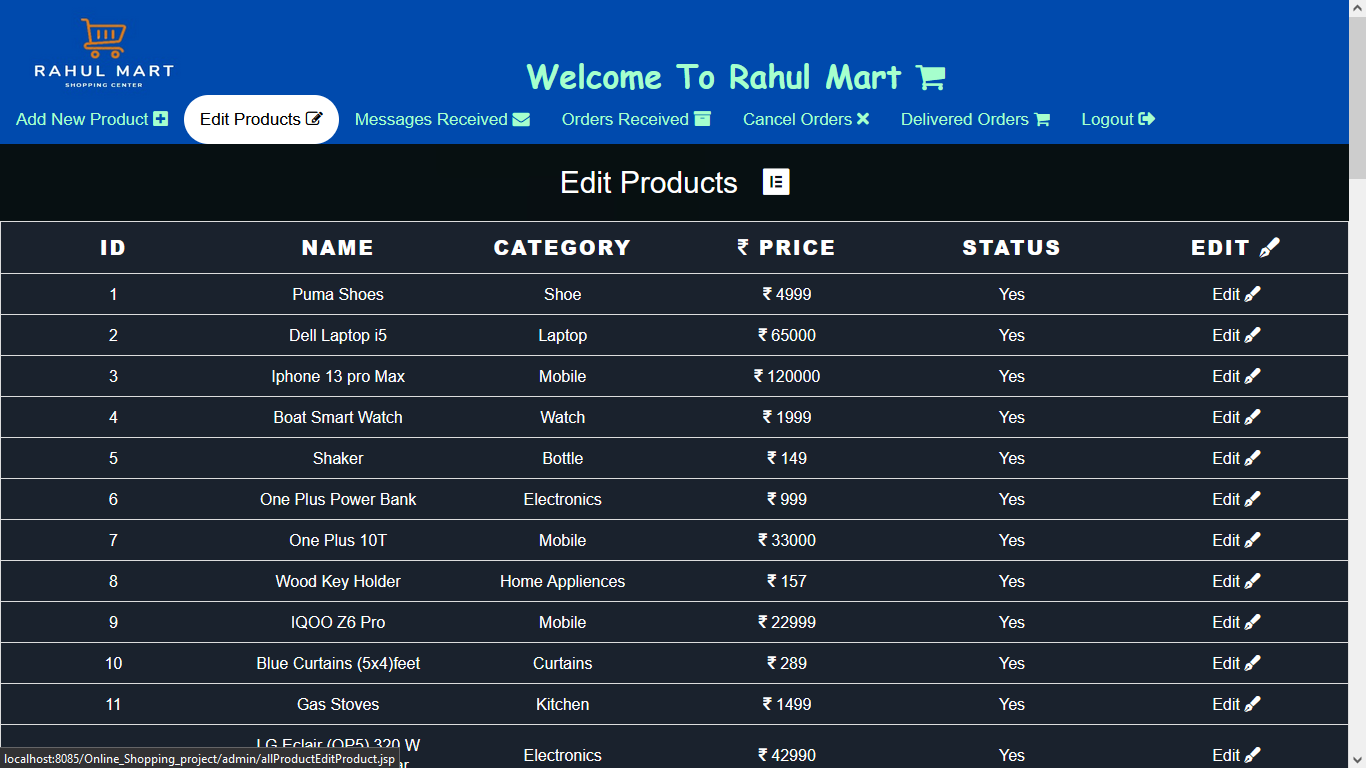 RAHUL MART
SHOPPING CENTER
Welcome To Rahul Mart
Add New Product Edit Products Messages Received Orders Received Cancel Orders Delivered Orders Logout
Edit Products
ID NAME CATEGORY ₹ PRICE STATUS EDIT
1 Puma Shoes Shoe ₹ 4999 Yes Edit
2 Dell Laptop i5 Laptop ₹ 65000 Yes Edit
3 Iphone 13 pro Max Mobile ₹ 120000 Yes Edit
4 Boat Smart Watch Watch ₹ 1999 Yes Edit
5 Shaker Bottle ₹ 149 Yes Edit
6 One Plus Power Bank Electronics ₹ 999 Yes Edit
7 One Plus 10T Mobile ₹ 33000 Yes Edit
8 Wood Key Holder Home Appliences ₹ 157 Yes Edit
9 IQOO Z6 Pro Mobile ₹ 22999 Yes Edit
10 Blue Curtains (5x4)feet Curtains ₹ 289 Yes Edit
11 Gas Stoves Kitchen ₹ 1499 Yes Edit
LG Eclair (QP5) 320 W
Electronics ₹ 42990 Yes Edit
localhost:8085/Online_Shopping_project/admin/allProductEditProduct.jsp